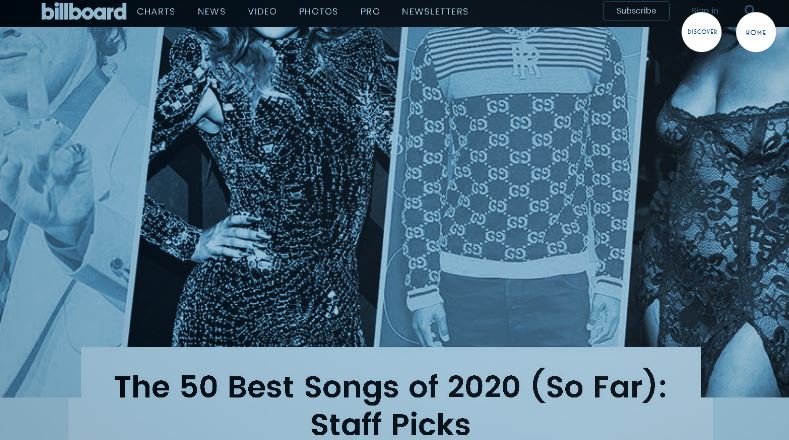 billboard CHARTS NEWS VIDEO PHOTOS PRO NEWSLETTERS Subscribe Sign in
DISCOVER HOME
The 50 Best Songs of 2020 (So Far):
Staff Picks